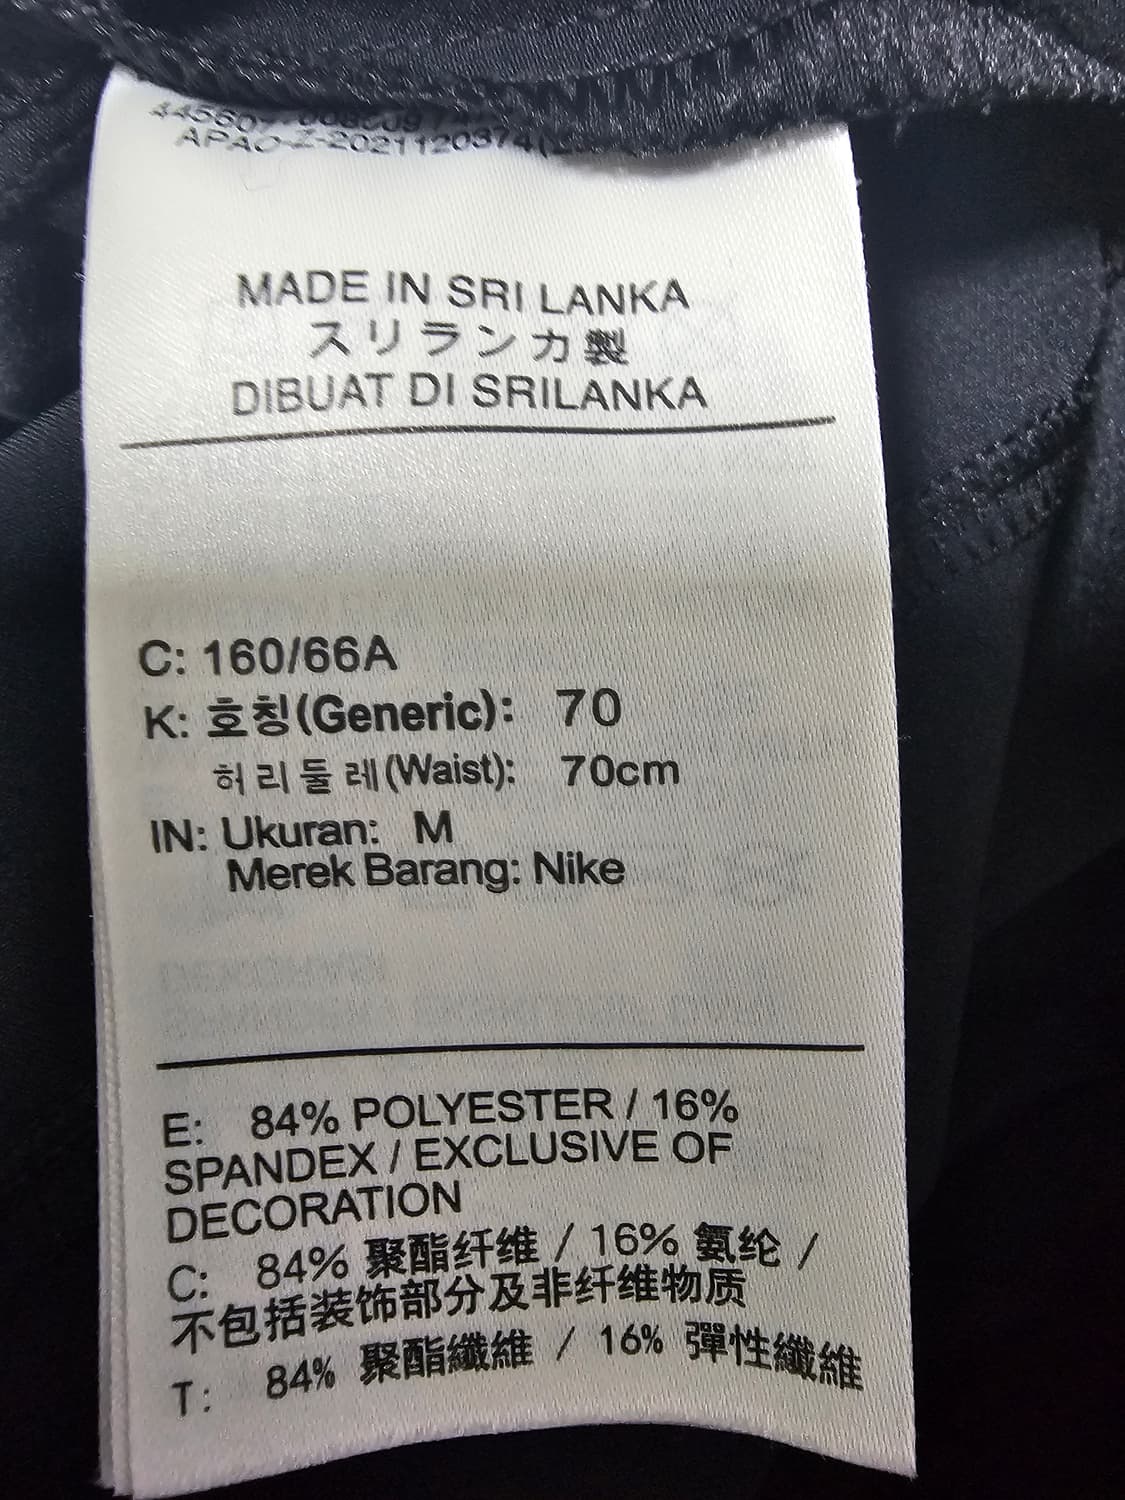 APAO-Z-2021120374
MADE IN SRI LANKA
スリランカ製
DIBUAT DI SRILANKA
C: 160/66A
K: 호칭(Generic): 70
허리둘레(Waist): 70cm
IN: Ukuran: M
Merek Barang: Nike
E: 84% POLYESTER / 16%
SPANDEX / EXCLUSIVE OF
DECORATION
C: 84% 聚酯纤维 / 16% 氨纶 /
不包括装饰部分及非纤维物质
T: 84% 聚酯纖維 / 16% 彈性纖維